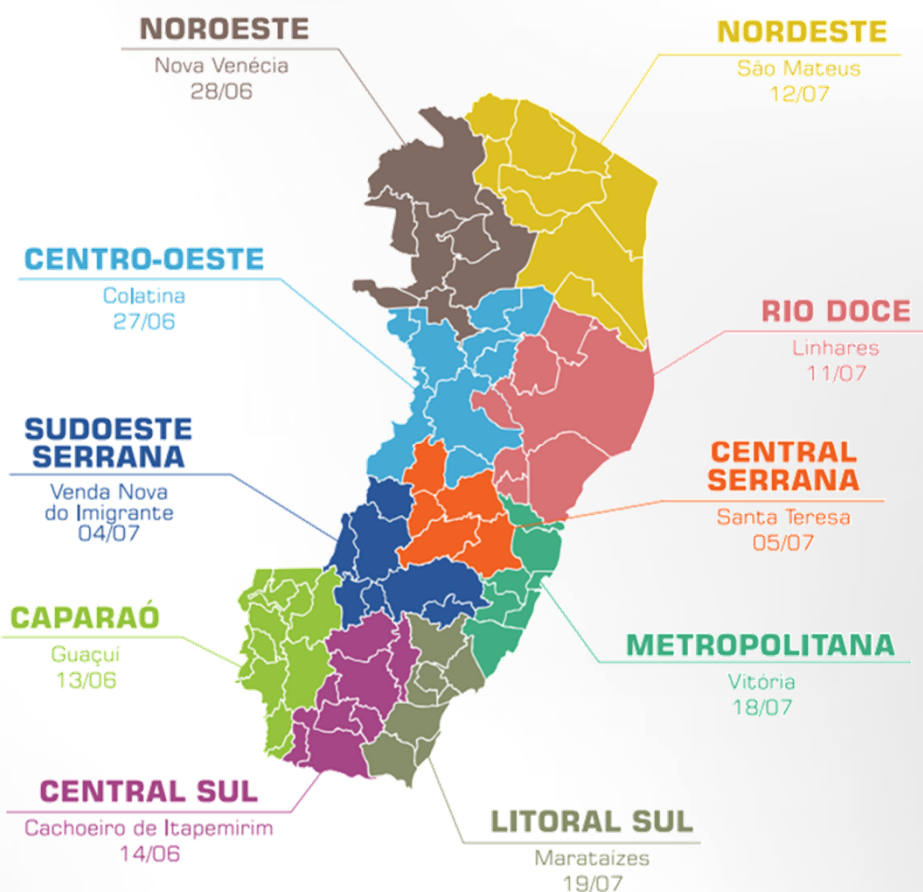 NOROESTE
Nova Venécia
28/06
NORDESTE
São Mateus
12/07
CENTRO-OESTE
Colatina
27/06
RIO DOCE
Linhares
11/07
SUDOESTE
SERRANA
Venda Nova
do Imigrante
04/07
CENTRAL
SERRANA
Santa Teresa
05/07
CAPARAÓ
Guaçuí
13/06
METROPOLITANA
Vitória
18/07
CENTRAL SUL
Cachoeiro de Itapemirim
14/06
LITORAL SUL
Marataízes
19/07